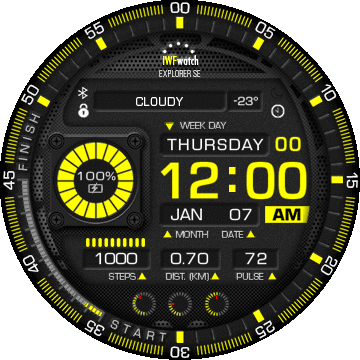 IWFwatch
EXPLORER SE
CLOUDY -23°
WEEK DAY
THURSDAY 00
12:00
JAN 07 AM
MONTH DATE
100%
1000 0.70 72
STEPS DIST. (KM) PULSE
START
FINISH
05
10
15
20
25
30
35
40
45
50
55